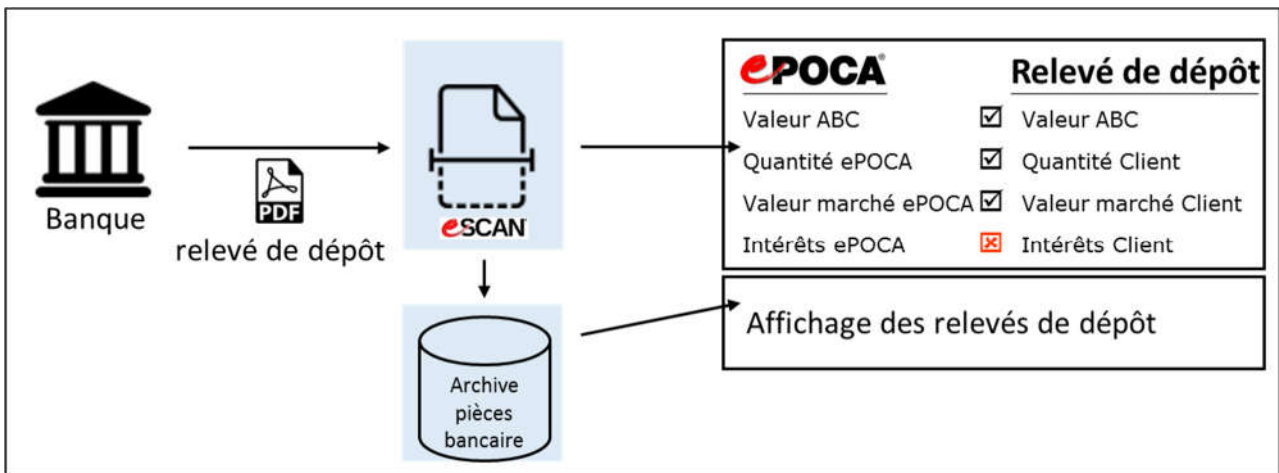 Banque
PDF
relevé de dépôt
eSCAN
Archive
pièces
bancaire
ePOCA® Relevé de dépôt
Valeur ABC Valeur ABC
Quantité ePOCA Quantité Client
Valeur marché ePOCA Valeur marché Client
Intérêts ePOCA Intérêts Client
Affichage des relevés de dépôt